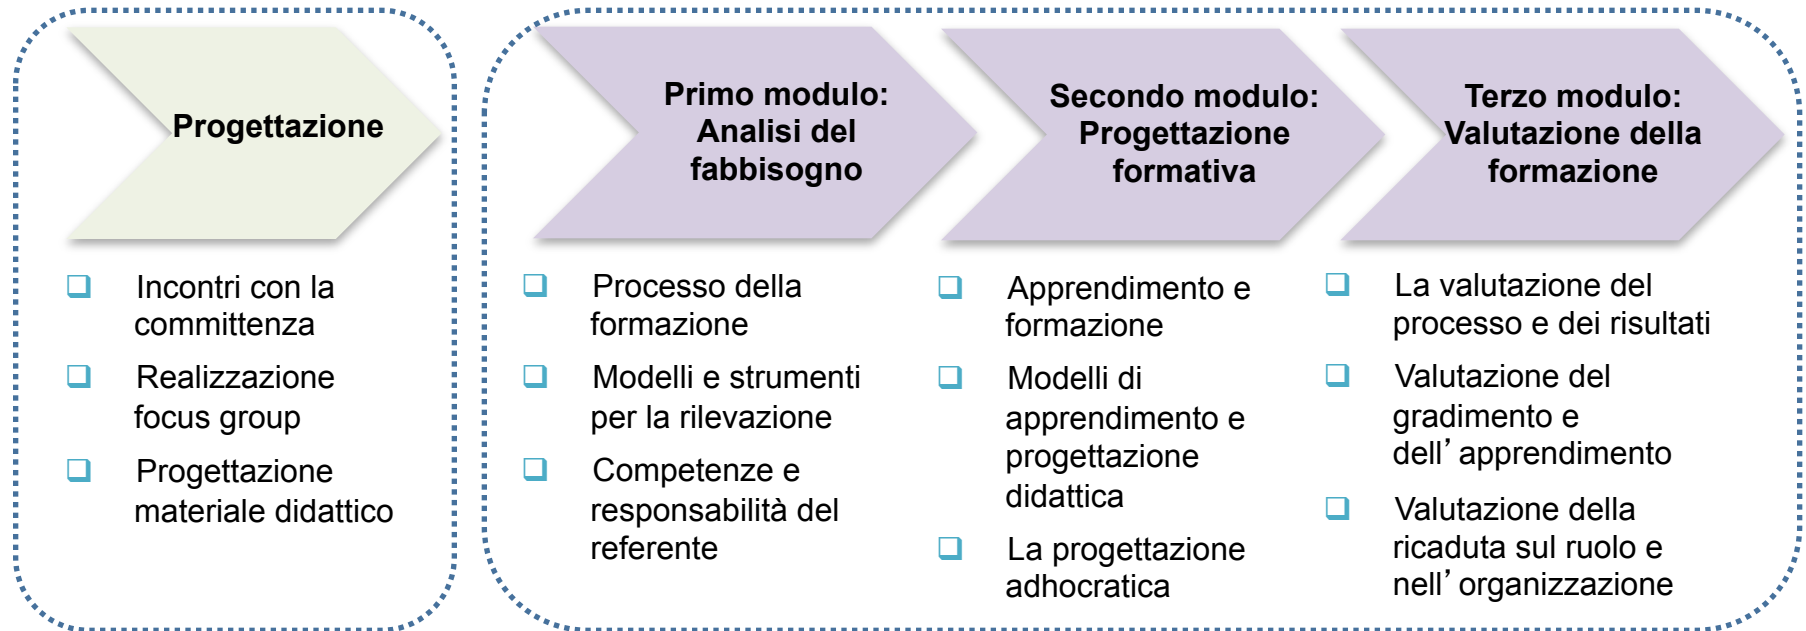 Progettazione
Incontri con la
committenza
Realizzazione
focus group
Progettazione
materiale didattico
Primo modulo:
Analisi del
fabbisogno
Processo della
formazione
Modelli e strumenti
per la rilevazione
Competenze e
responsabilità del
referente
Secondo modulo:
Progettazione
formativa
Apprendimento e
formazione
Modelli di
apprendimento e
progettazione
didattica
La progettazione
adhocratica
Terzo modulo:
Valutazione della
formazione
La valutazione del
processo e dei risultati
Valutazione del
gradimento e
dell’apprendimento
Valutazione della
ricaduta sul ruolo e
nell’organizzazione